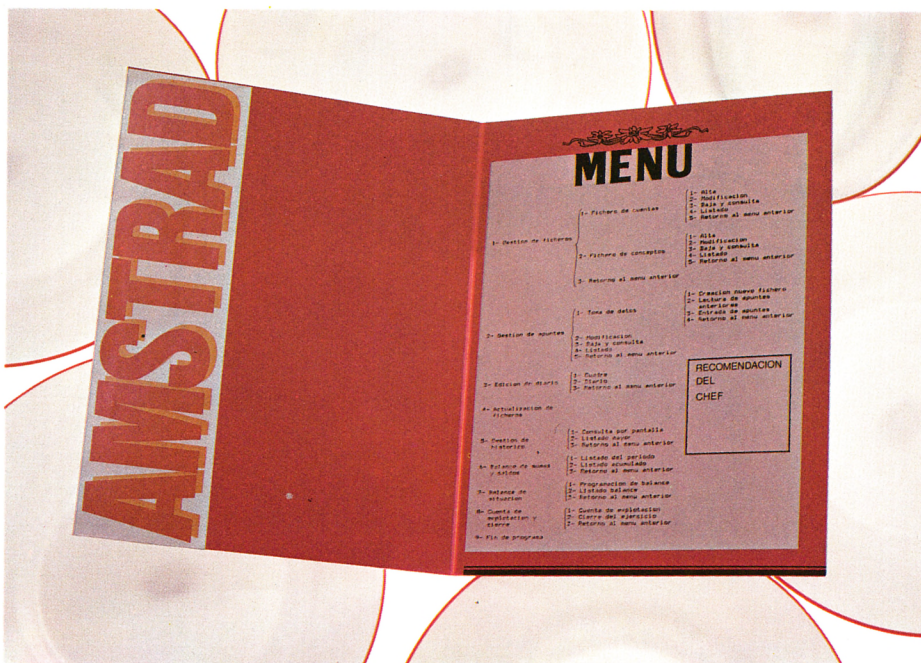 AMSTRAD
MENU
1- Gestion de ficheros
1- Fichero de cuentas
1- Alta
2- Modificacion
3- Baja y consulta
4- Listado
5- Retorno al menu anterior
2- Fichero de conceptos
1- Alta
2- Modificacion
3- Baja y consulta
4- Listado
5- Retorno al menu anterior
3- Retorno al menu anterior
2- Gestion de apuntes
1- Toma de datos
1- Creacion nuevo fichero
2- Lectura de apuntes
anteriores
3- Entrada de apuntes
4- Retorno al menu anterior
2- Modificacion
3- Baja y consulta
4- Listado
5- Retorno al menu anterior
3- Edicion de diario
1- Cuadre
2- Diario
3- Retorno al menu anterior
4- Actualizacion de
ficheros
5- Gestion de
historico
1- Consulta por pantalla
2- Listado mayor
3- Retorno al menu anterior
6- Balance de sumas
y saldos
1- Listado del periodo
2- Listado acumulado
3- Retorno al menu anterior
7- Balance de
situacion
1- Programacion de balance
2- Listado balance
3- Retorno al menu anterior
8- Cuenta de
explotacion y
cierre
1- Cuenta de explotacion
2- Cierre del ejercicio
3- Retorno al menu anterior
9- Fin de programa
RECOMENDACION
DEL
CHEF